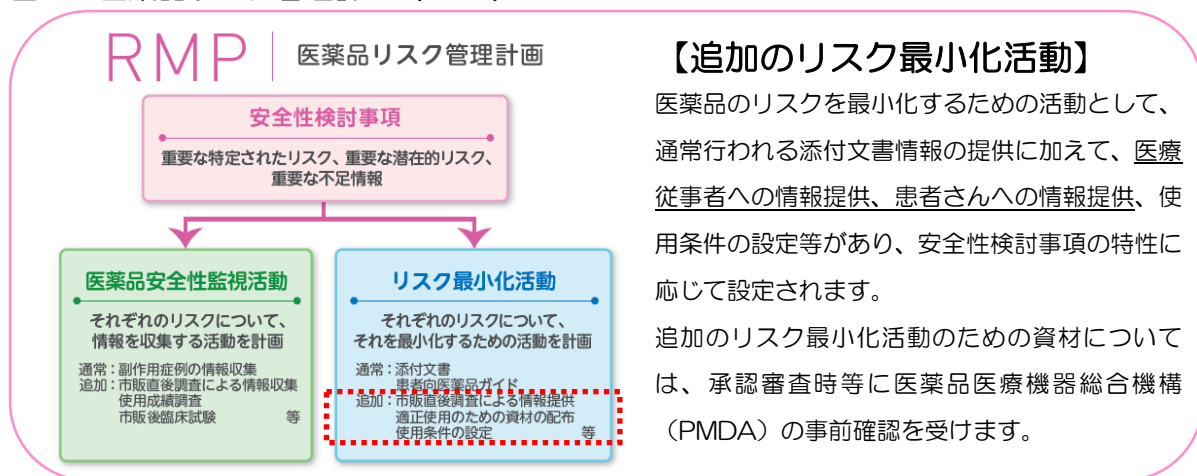 RMP 医薬品リスク管理計画
安全性検討事項
重要な特定されたリスク、重要な潜在的リスク、
重要な不足情報
医薬品安全性監視活動
それぞれのリスクについて、
情報を収集する活動を計画
通常：副作用症例の情報収集
追加：市販直後調査による情報収集
使用成績調査
市販後臨床試験 等
リスク最小化活動
それぞれのリスクについて、
それを最小化するための活動を計画
通常：添付文書
患者向医薬品ガイド
追加：市販直後調査による情報提供
適正使用のための資材の配布
使用条件の設定 等
【追加のリスク最小化活動】
医薬品のリスクを最小化するための活動として、
通常行われる添付文書情報の提供に加えて、医療
従事者への情報提供、患者さんへの情報提供、使
用条件の設定等があり、安全性検討事項の特性に
応じて設定されます。
追加のリスク最小化活動のための資材について
は、承認審査時等に医薬品医療機器総合機構
（PMDA）の事前確認を受けます。